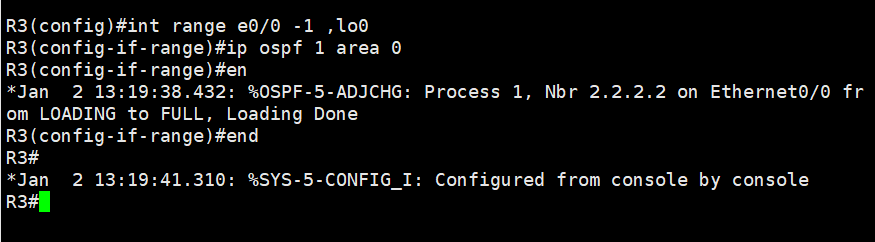 R3(config)#int range e0/0 -1 ,lo0
R3(config-if-range)#ip ospf 1 area 0
R3(config-if-range)#en
*Jan  2 13:19:38.432: %OSPF-5-ADJCHG: Process 1, Nbr 2.2.2.2 on Ethernet0/0 fr
om LOADING to FULL, Loading Done
R3(config-if-range)#end
R3#
*Jan  2 13:19:41.310: %SYS-5-CONFIG_I: Configured from console by console
R3#